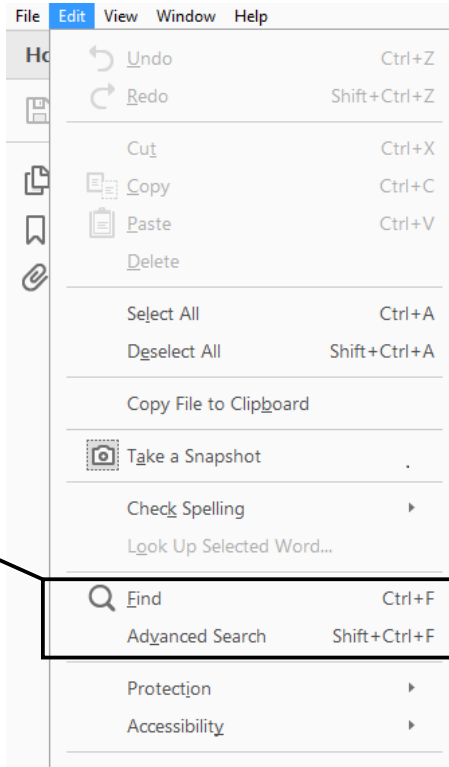 File Edit View Window Help
Ho
Undo Ctrl+Z
Redo Shift+Ctrl+Z
Cut Ctrl+X
Copy Ctrl+C
Paste Ctrl+V
Delete
Select All Ctrl+A
Deselect All Shift+Ctrl+A
Copy File to Clipboard
Take a Snapshot
Check Spelling
Look Up Selected Word...
Find Ctrl+F
Advanced Search Shift+Ctrl+F
Protection
Accessibility